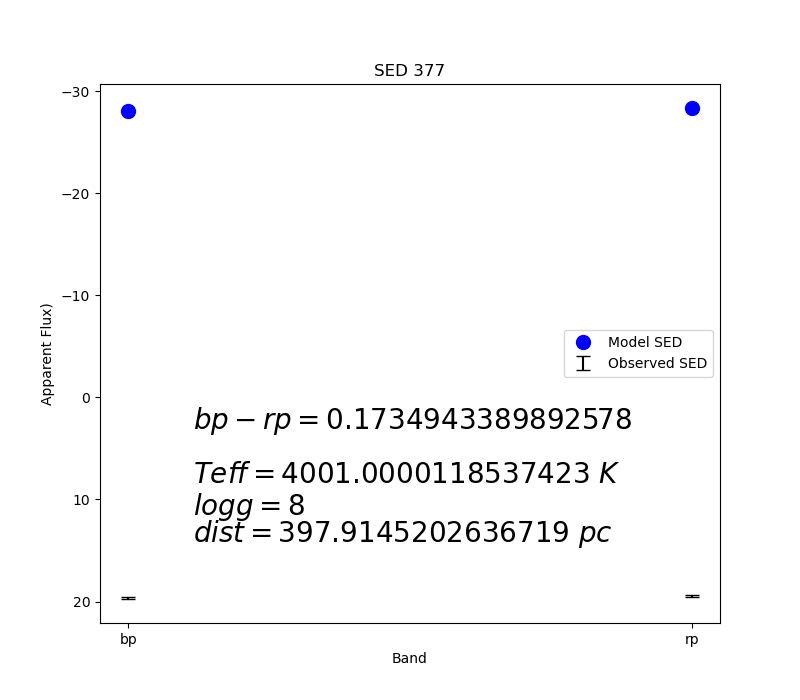 SED 377
−30
−20
−10
0
10
20
Apparent Flux)
Model SED
Observed SED
bp − rp = 0.1734943389892578
Teff = 4001.0000118537423 K
logg = 8
dist = 397.9145202636719 pc
bp
rp
Band